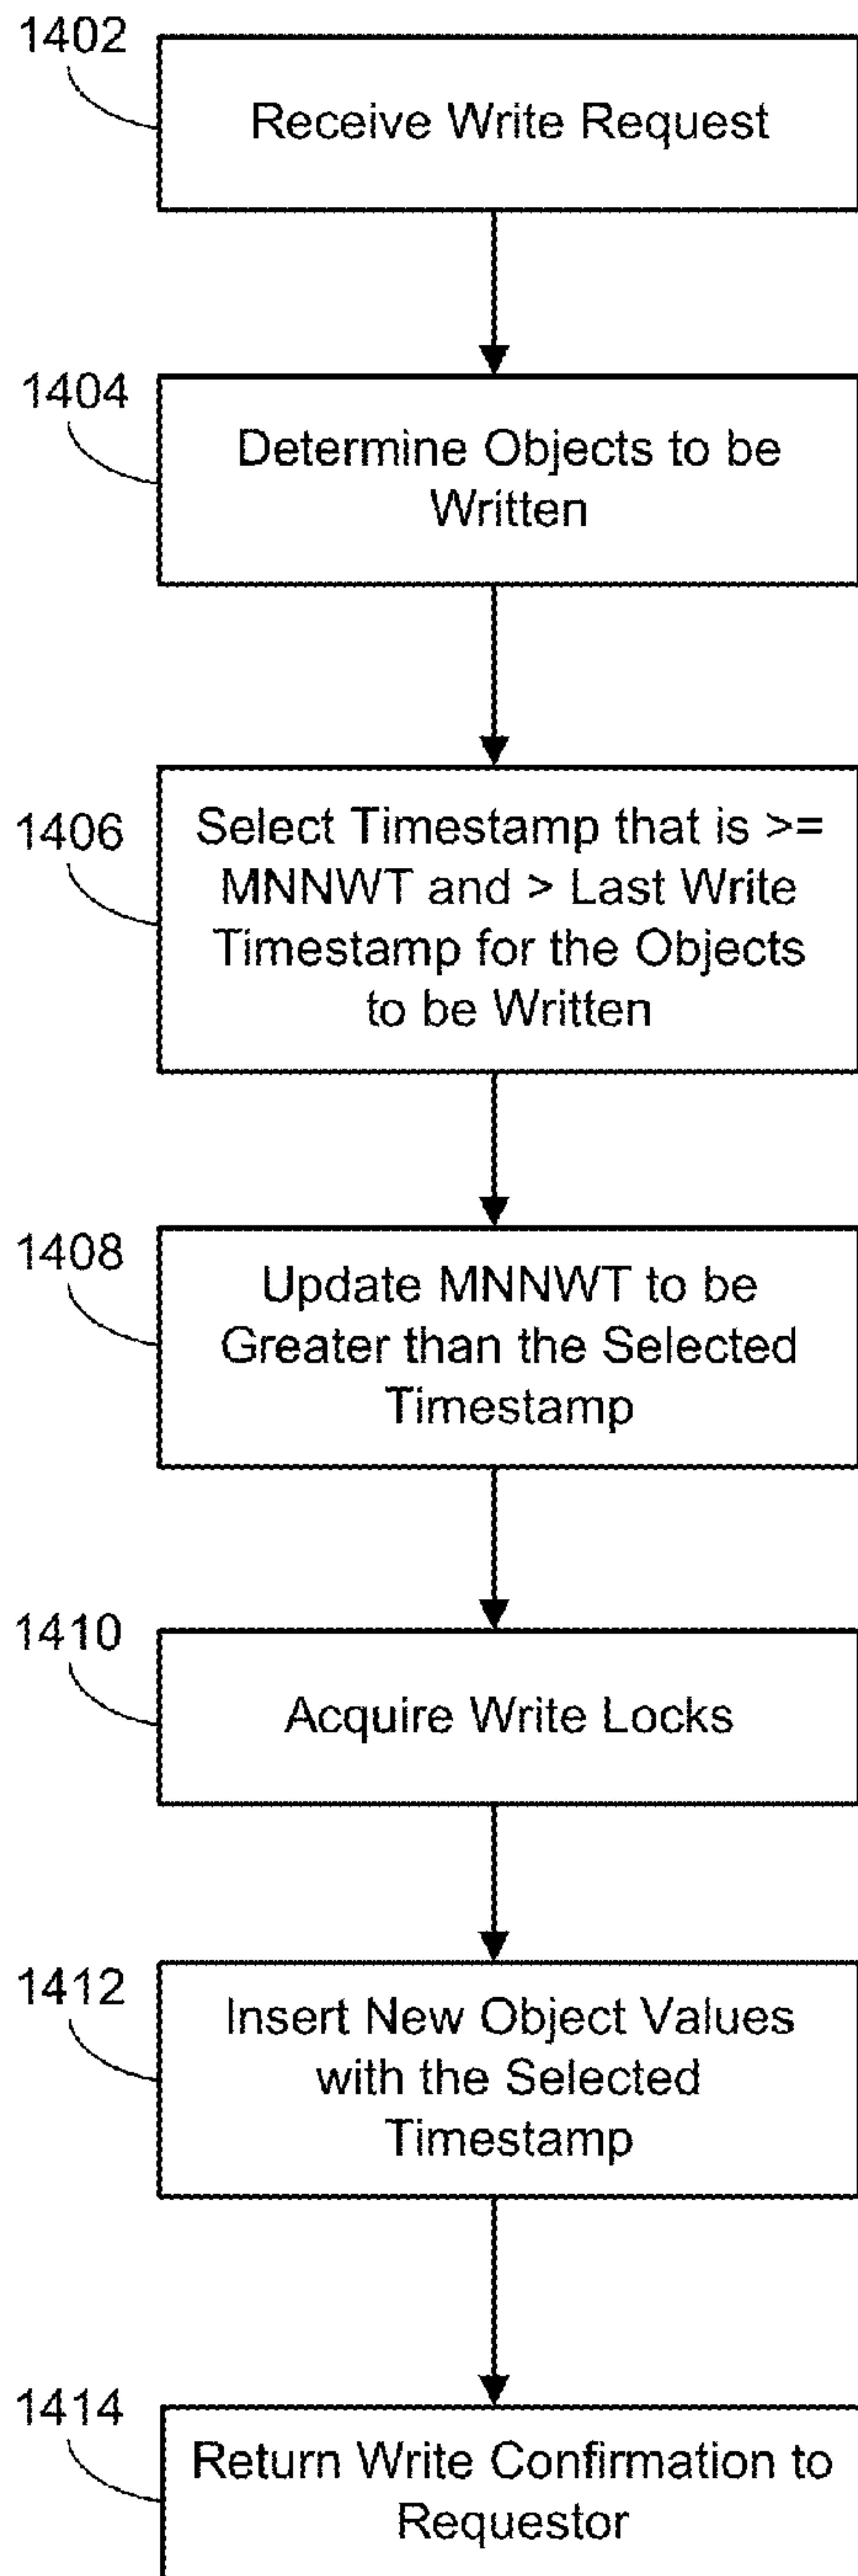 1402
Receive Write Request
1404
Determine Objects to be
Written
1406
Select Timestamp that is >=
MNNWT and > Last Write
Timestamp for the Objects
to be Written
1408
Update MNNWT to be
Greater than the Selected
Timestamp
1410
Acquire Write Locks
1412
Insert New Object Values
with the Selected
Timestamp
1414
Return Write Confirmation to
Requestor